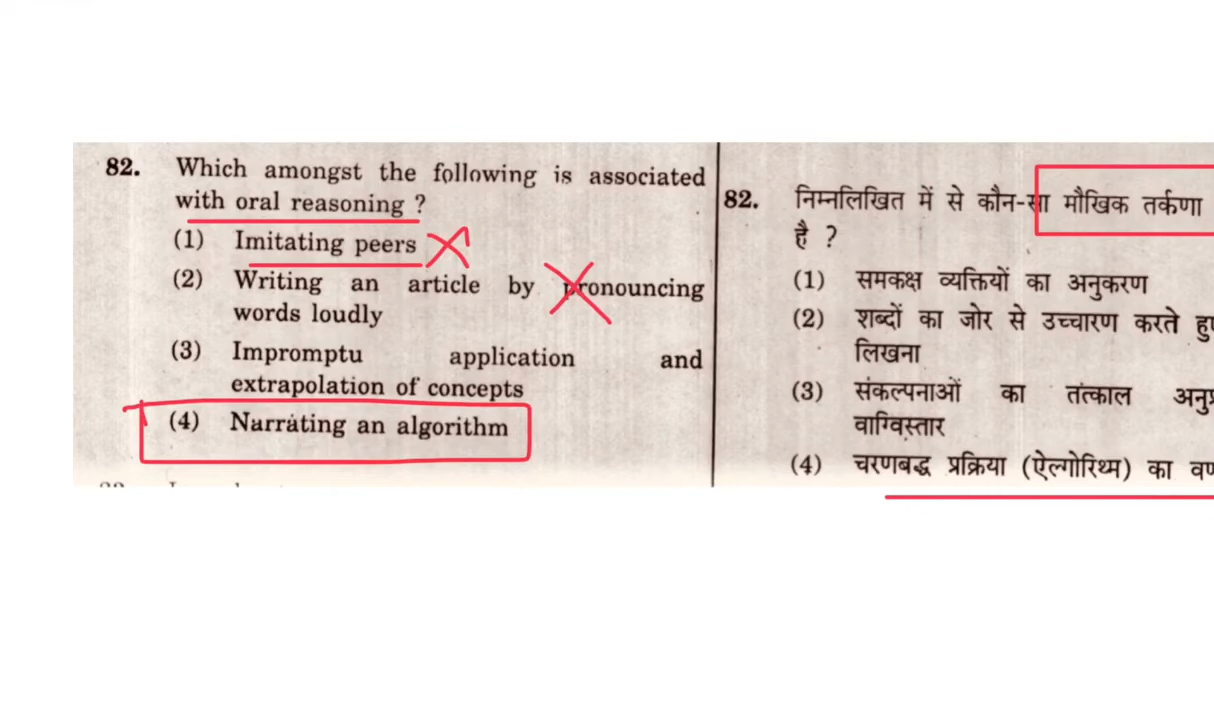 82. Which amongst the following is associated
with oral reasoning ?
(1) Imitating peers
(2) Writing an article by pronouncing
words loudly
(3) Impromptu application and
extrapolation of concepts
(4) Narrating an algorithm
82. निम्नलिखित में से कौन-सा मौखिक तर्कणा
है ?
(1) समकक्ष व्यक्तियों का अनुकरण
(2) शब्दों का जोर से उच्चारण करते
लिखना
(3) संकल्पनाओं का तत्काल
वाग्विस्तार
(4) चरणबद्ध प्रक्रिया (ऐल्गोरिथ्म) का